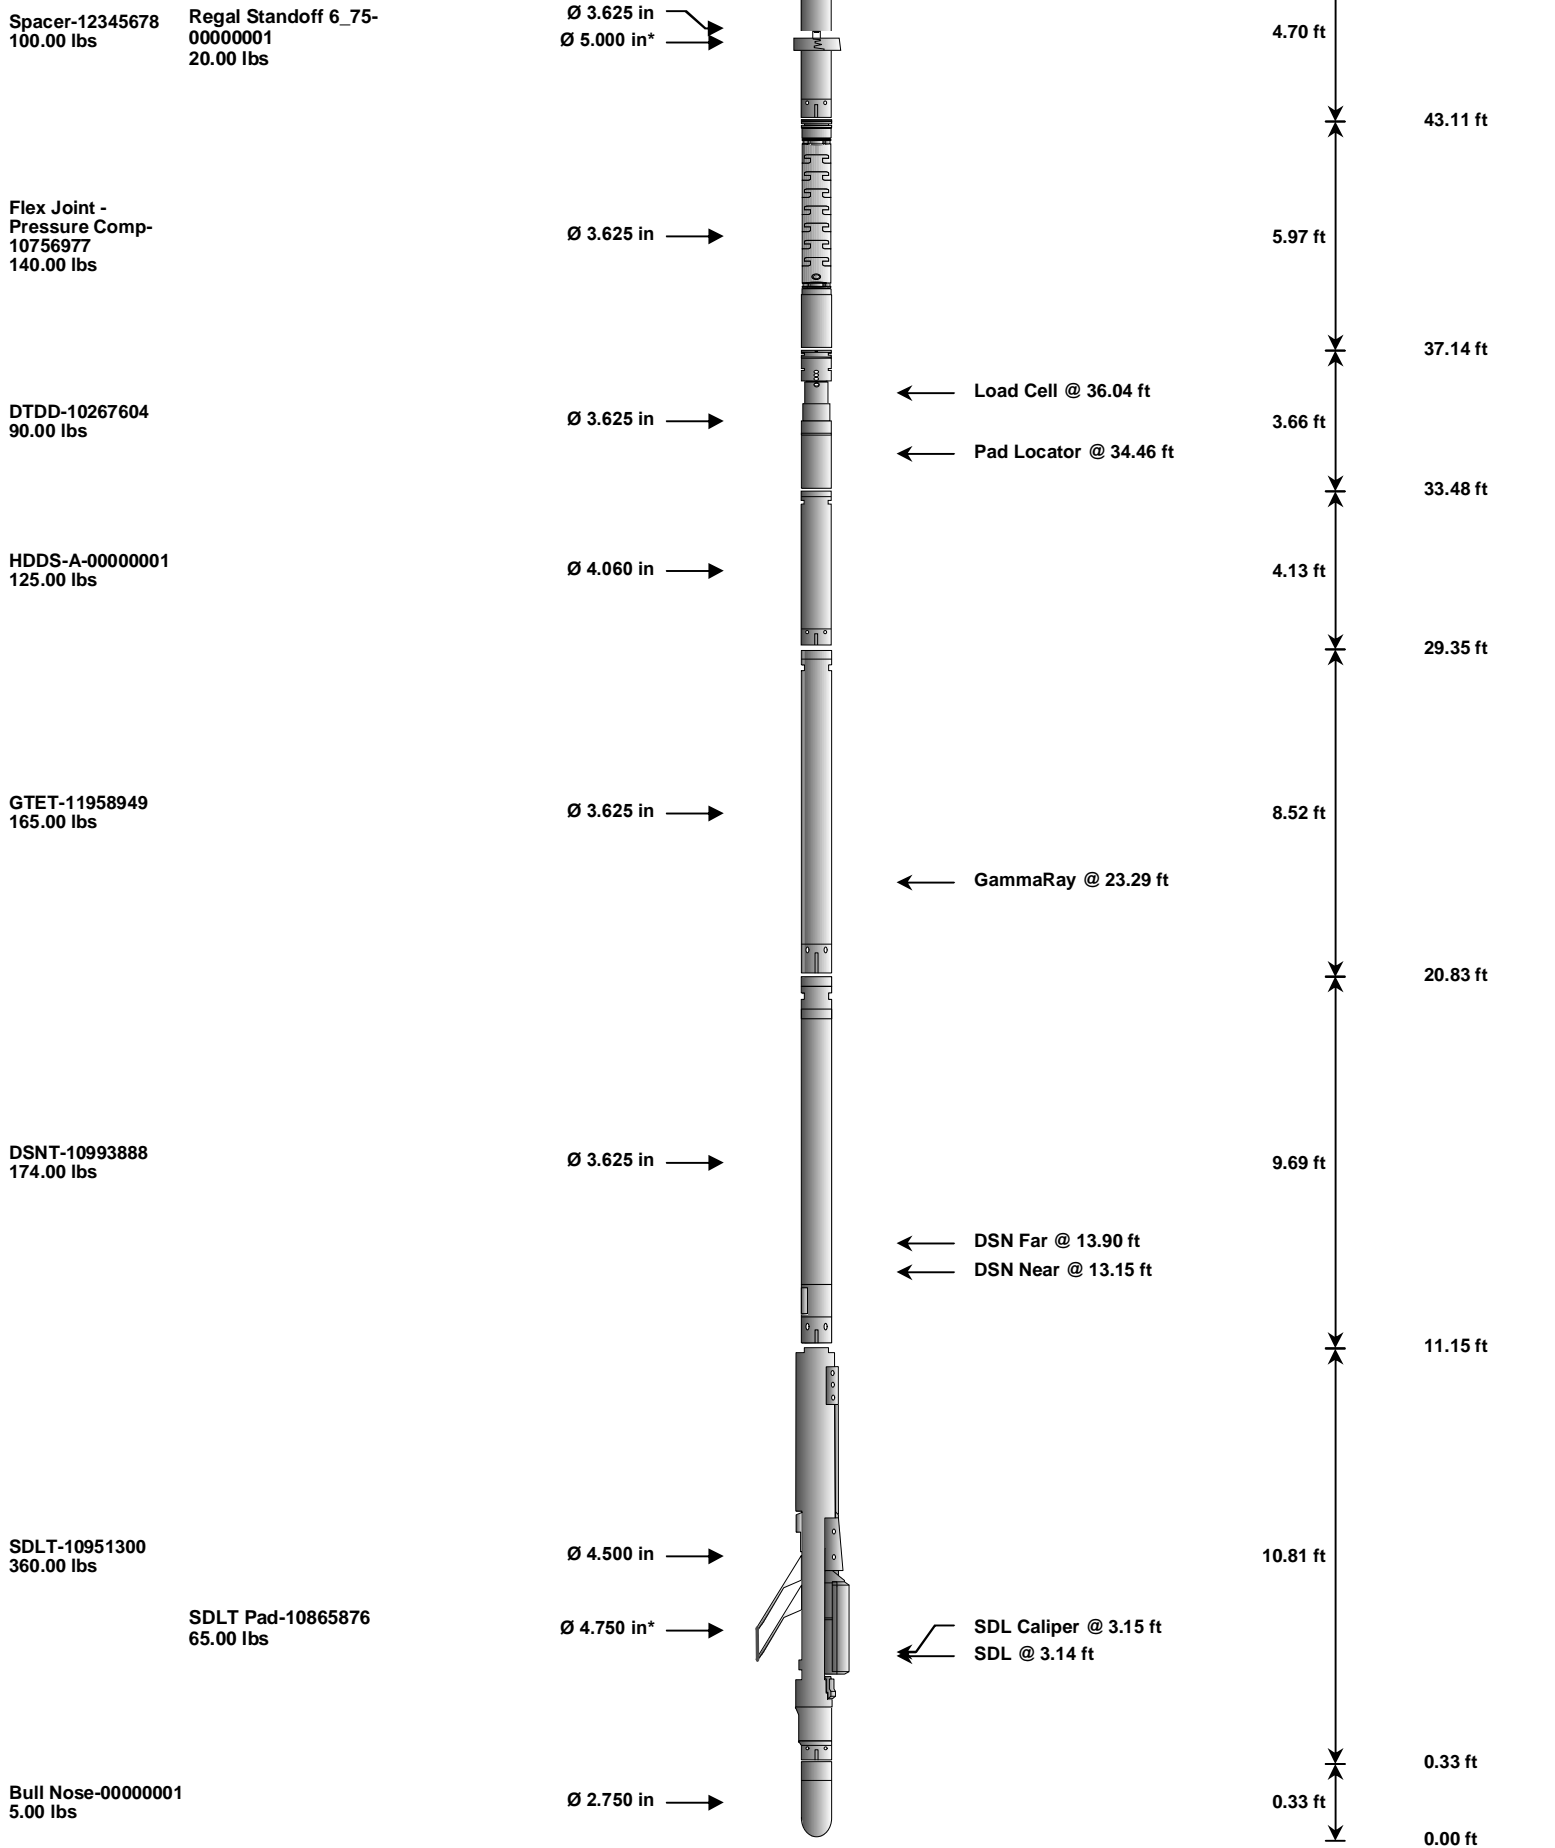 Spacer-12345678
100.00 lbs
Regal Standoff 6_75-
00000001
20.00 lbs
Ø 3.625 in
Ø 5.000 in*
4.70 ft
43.11 ft
Flex Joint -
Pressure Comp-
10756977
140.00 lbs
Ø 3.625 in
5.97 ft
37.14 ft
DTDD-10267604
90.00 lbs
Ø 3.625 in
Load Cell @ 36.04 ft
Pad Locator @ 34.46 ft
3.66 ft
33.48 ft
HDDS-A-00000001
125.00 lbs
Ø 4.060 in
4.13 ft
29.35 ft
GTET-11958949
165.00 lbs
Ø 3.625 in
8.52 ft
GammaRay @ 23.29 ft
20.83 ft
DSNT-10993888
174.00 lbs
Ø 3.625 in
9.69 ft
DSN Far @ 13.90 ft
DSN Near @ 13.15 ft
11.15 ft
SDLT-10951300
360.00 lbs
Ø 4.500 in
10.81 ft
SDLT Pad-10865876
65.00 lbs
Ø 4.750 in*
SDL Caliper @ 3.15 ft
SDL @ 3.14 ft
0.33 ft
Bull Nose-00000001
5.00 lbs
Ø 2.750 in
0.33 ft
0.00 ft